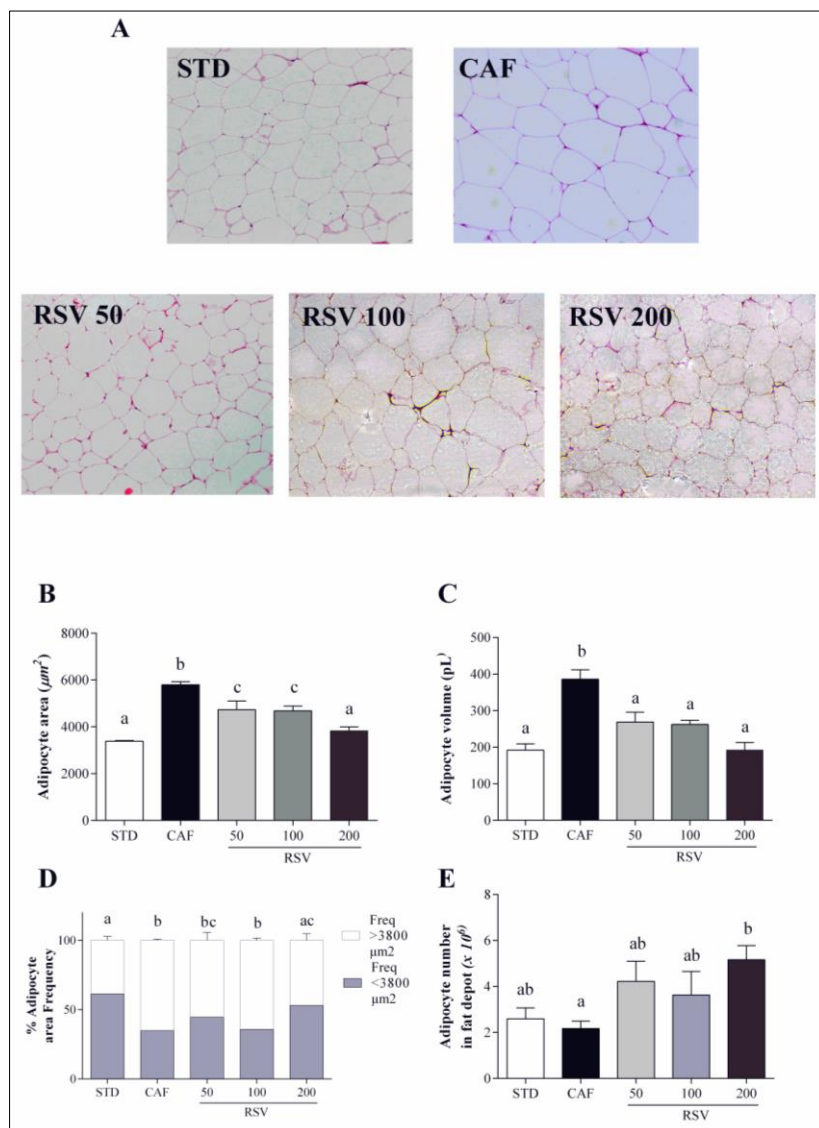 A
STD
CAF
RSV 50
RSV 100
RSV 200
B
Adipocyte area (μm²)
8000
6000
4000
2000
0
a
b
c
c
a
STD
CAF
50
100
200
RSV
C
Adipocyte volume (pL)
500
400
300
200
100
0
a
b
a
a
a
STD
CAF
50
100
200
RSV
D
% Adipocyte
area Frequency
100
50
0
a
b
bc
b
ac
STD
CAF
50
100
200
RSV
Freq
>3800
μm2
Freq
<3800
μm2
E
Adipocyte number
in fat depot (x 10⁶)
8
6
4
2
0
ab
a
ab
ab
b
STD
CAF
50
100
200
RSV